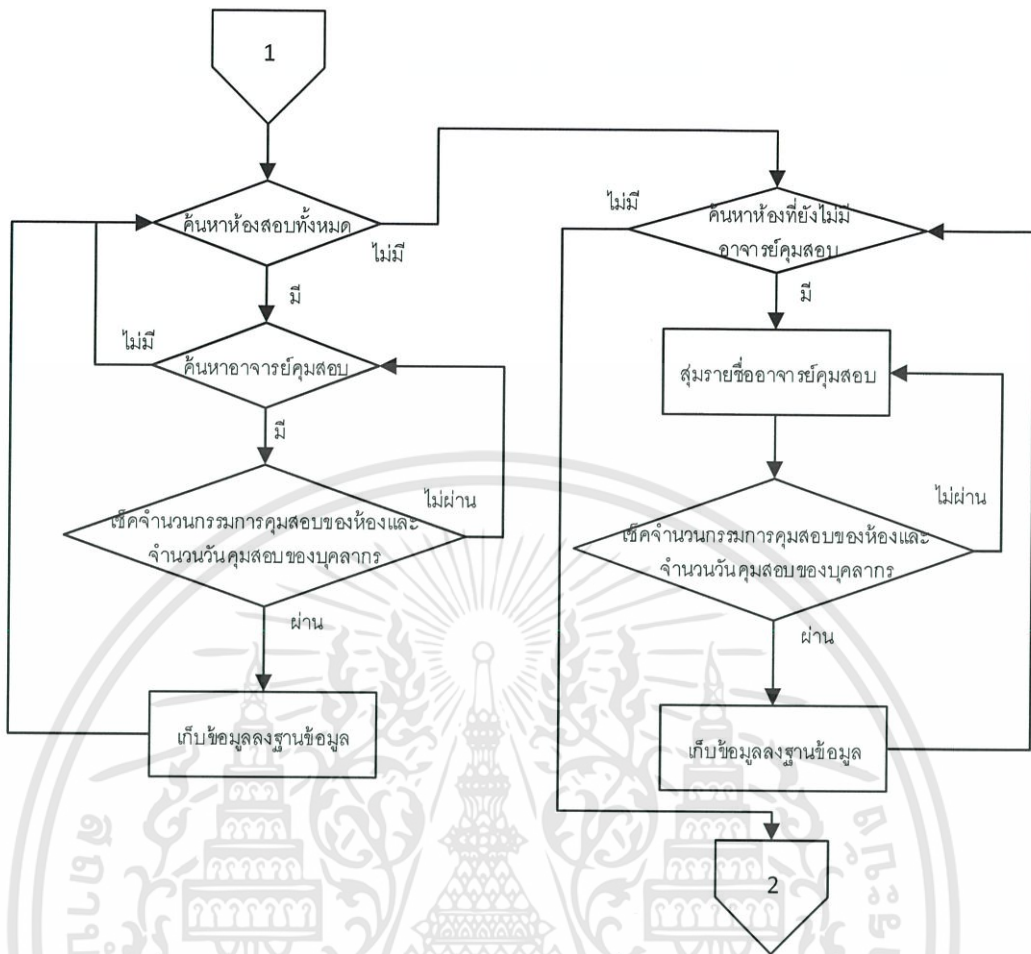 1
ค้นหาห้องสอบทั้งหมด
ไม่มี
มี
ไม่มี
ค้นหาอาจารย์คุมสอบ
มี
ไม่ผ่าน
เช็คจำนวนกรรมการคุมสอบของห้องและ
จำนวนวันคุมสอบของบุคลากร
ผ่าน
เก็บข้อมูลลงฐานข้อมูล
ไม่มี
ค้นหาห้องที่ยังไม่มี
อาจารย์คุมสอบ
มี
สุ่มรายชื่ออาจารย์คุมสอบ
ไม่ผ่าน
เช็คจำนวนกรรมการคุมสอบของห้องและ
จำนวนวันคุมสอบของบุคลากร
ผ่าน
เก็บข้อมูลลงฐานข้อมูล
2